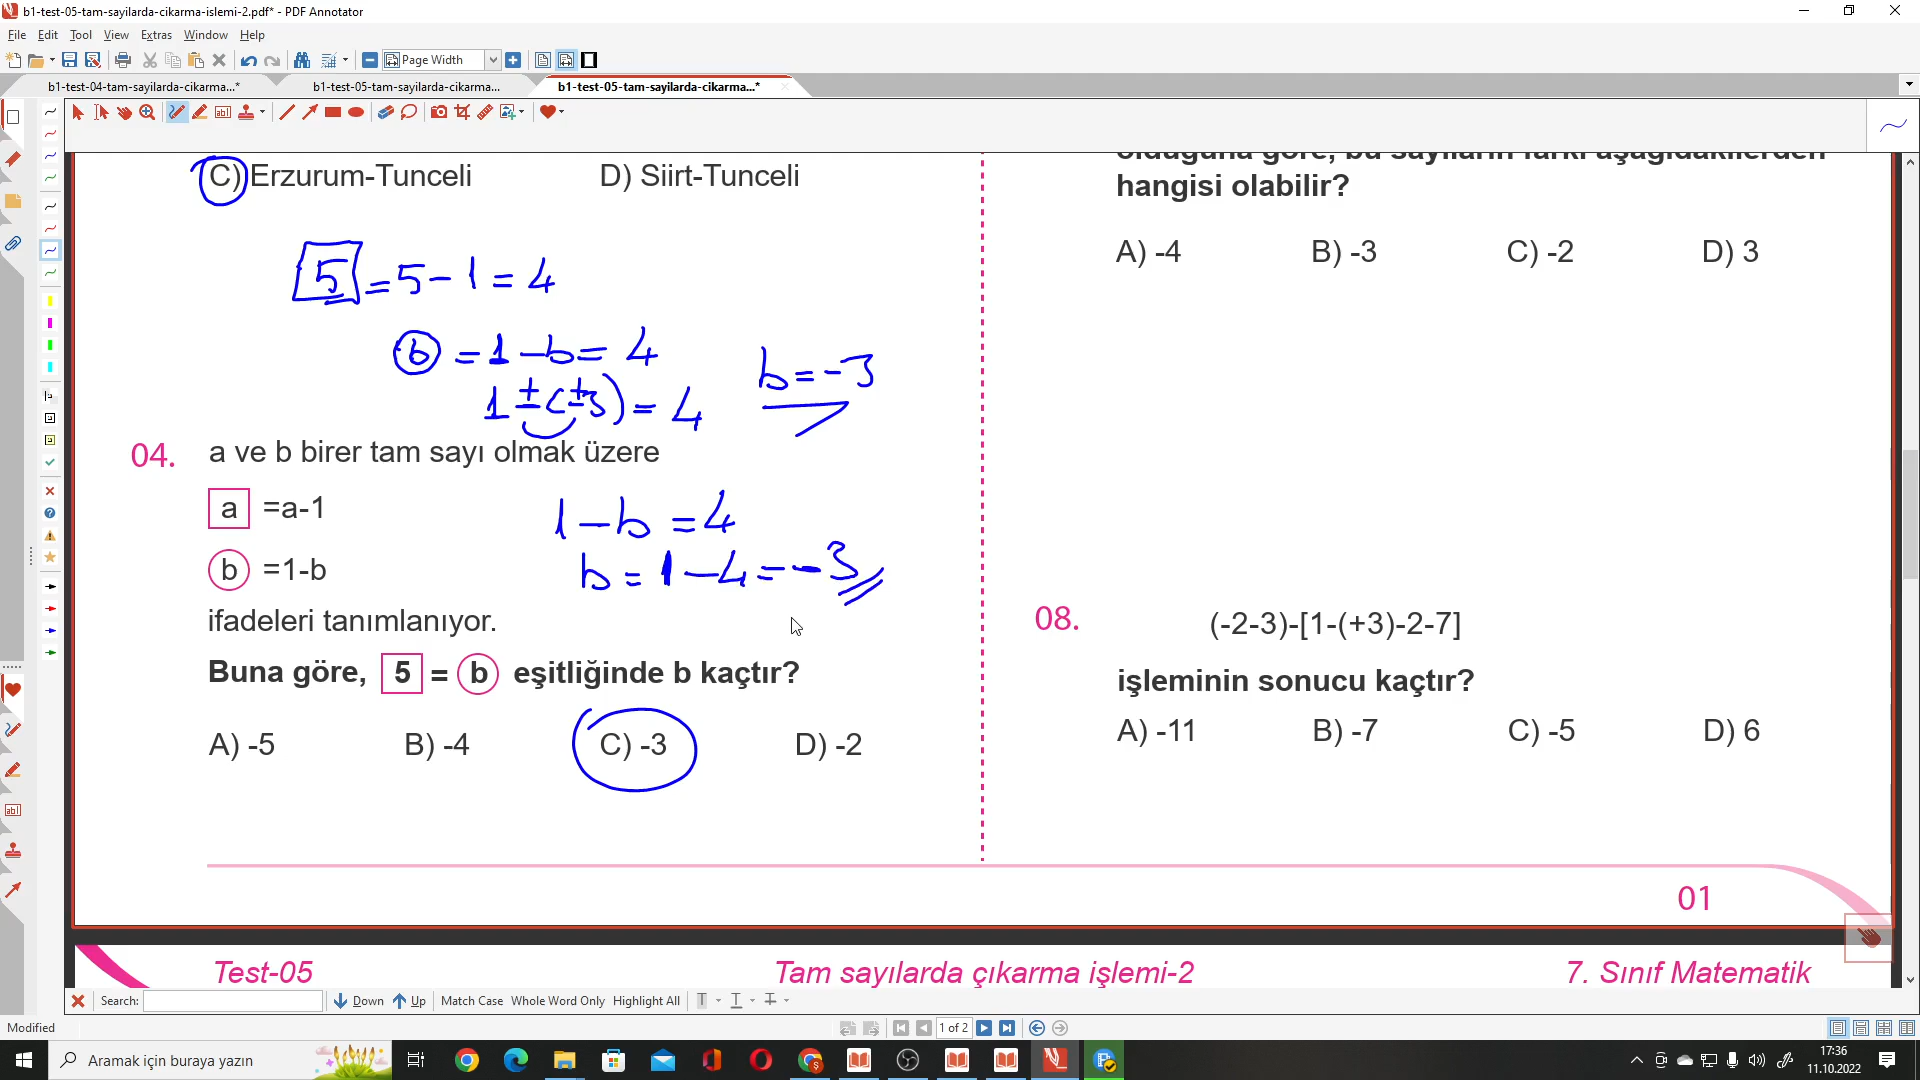 b1-test-05-tam-sayilarda-cikarma-islemi-2.pdf* - PDF Annotator
File Edit Tool View Extras Window Help
Page Width
b1-test-04-tam-sayilarda-cikarma...*
b1-test-05-tam-sayilarda-cikarma...
b1-test-05-tam-sayilarda-cikarma...*
C) Erzurum-Tunceli D) Siirt-Tunceli
5 = 5 - 1 = 4
b = 1 - b = 4
b = -3
1 - (-3) = 4
04. a ve b birer tam sayı olmak üzere
a =a-1
1 - b = 4
b =1-b
b = 1 - 4 = -3
ifadeleri tanımlanıyor.
Buna göre, 5 = b eşitliğinde b kaçtır?
A) -5 B) -4 C) -3 D) -2
olduğuna göre, bu sayıların farkı aşağıdakilerden
hangisi olabilir?
A) -4 B) -3 C) -2 D) 3
08. (-2-3)-[1-(+3)-2-7]
işleminin sonucu kaçtır?
A) -11 B) -7 C) -5 D) 6
01
Test-05 Tam sayılarda çıkarma işlemi-2 7. Sınıf Matematik
Search: Down Up Match Case Whole Word Only Highlight All
Modified
1 of 2
Aramak için buraya yazın
17:36
11.10.2022